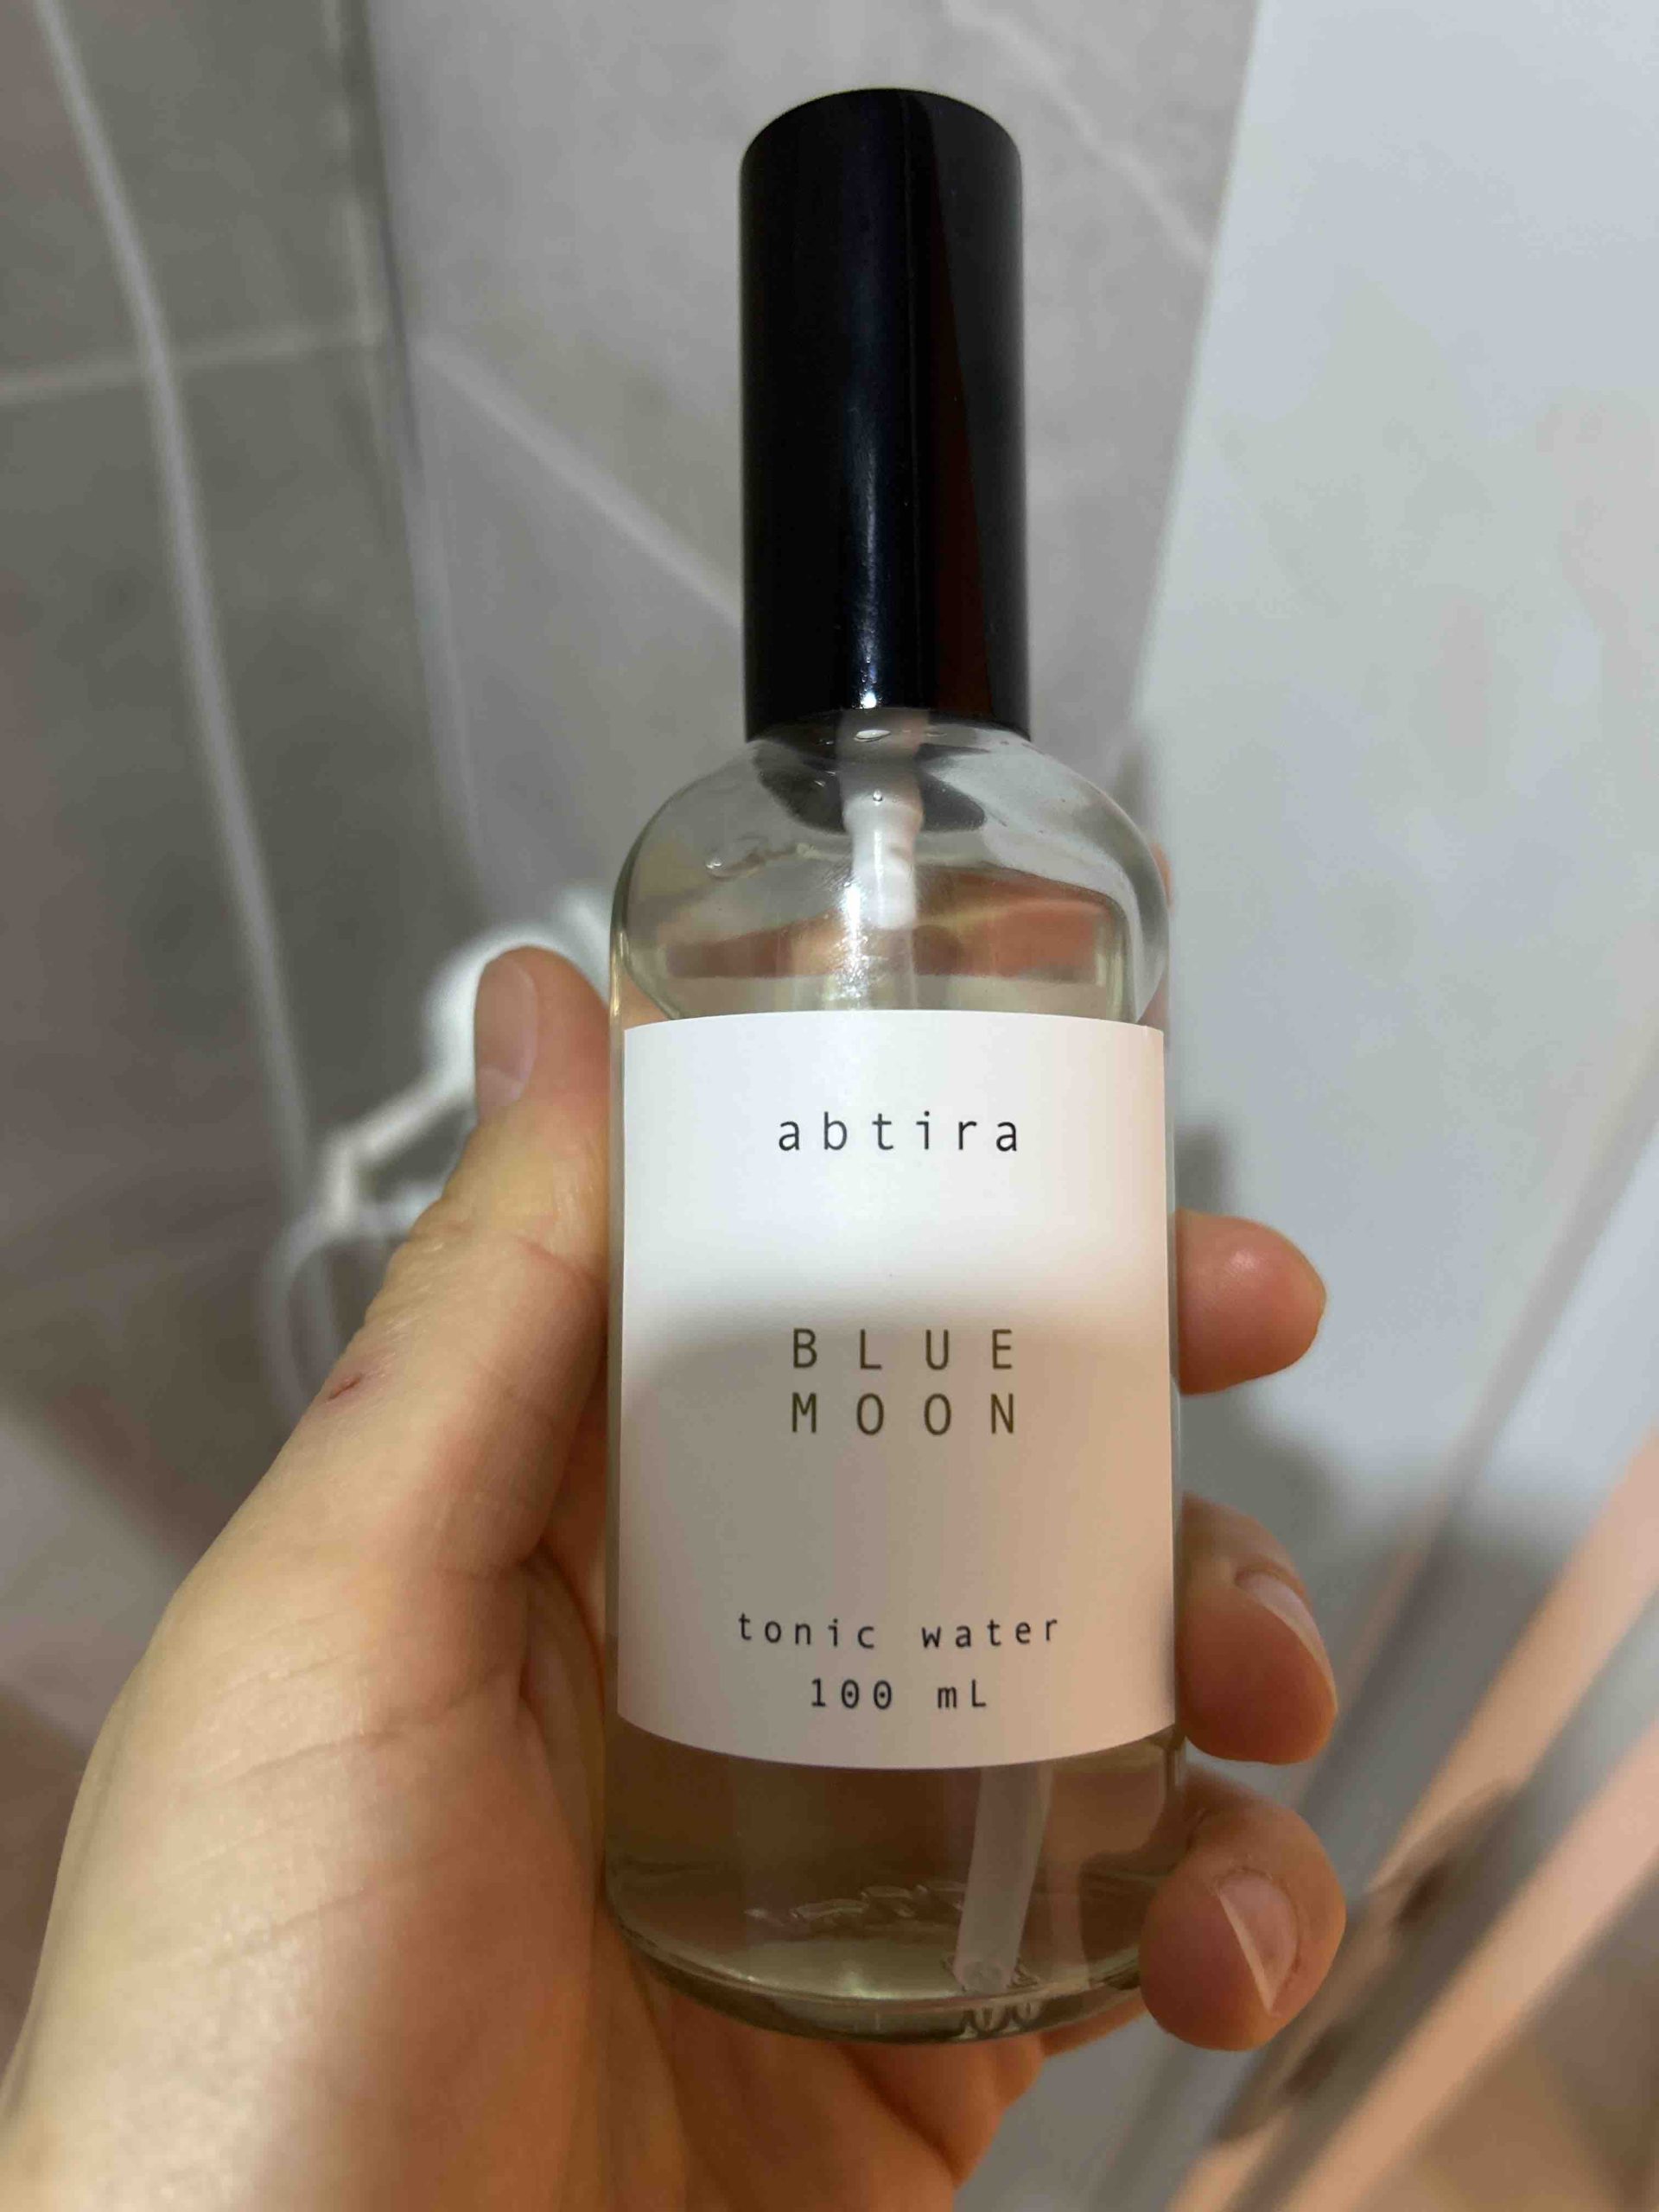 abtira
BLUE
MOON
tonic water
100 mL